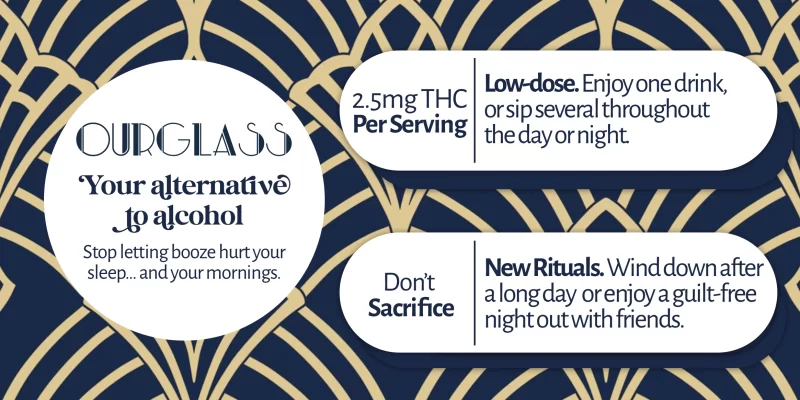 OURGLASS
Your alternative
to alcohol
Stop letting booze hurt your
sleep... and your mornings.
2.5mg THC
Per Serving
Low-dose. Enjoy one drink,
or sip several throughout
the day or night.
Don't
Sacrifice
New Rituals. Wind down after
a long day or enjoy a guilt-free
night out with friends.